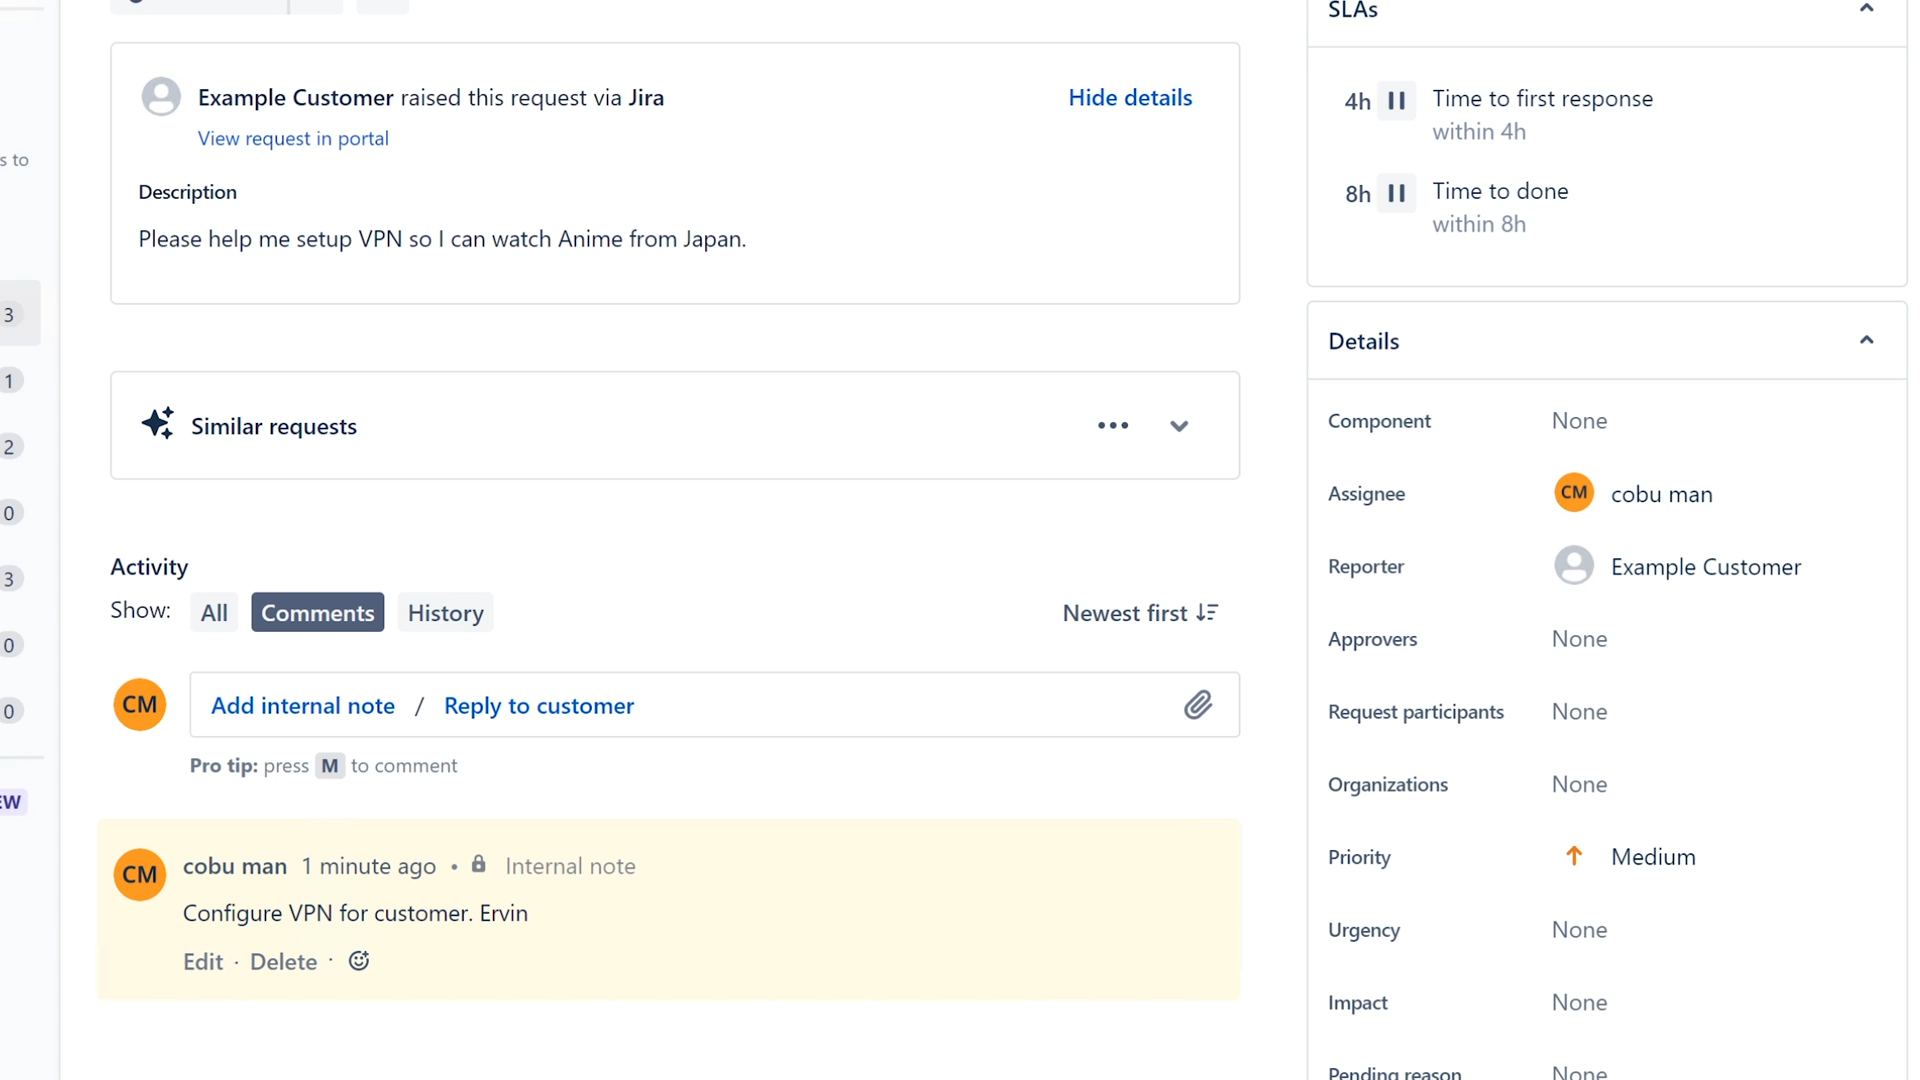 SLAs
Example Customer raised this request via Jira
Hide details
View request in portal
Description
Please help me setup VPN so I can watch Anime from Japan.
4h
Time to first response
within 4h
8h
Time to done
within 8h
s to
3
1
2
0
3
0
0
EW
Similar requests
Activity
Show: All Comments History
Newest first
CM
Add internal note / Reply to customer
Pro tip: press M to comment
CM
cobu man 1 minute ago • Internal note
Configure VPN for customer. Ervin
Edit · Delete ·
Details
Component None
Assignee CM cobu man
Reporter Example Customer
Approvers None
Request participants None
Organizations None
Priority Medium
Urgency None
Impact None
Pending reason None